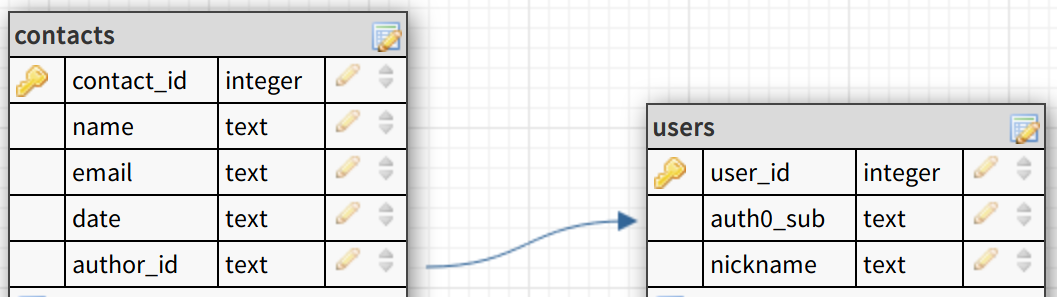 contacts
contact_id integer
name text
email text
date text
author_id text
users
user_id integer
auth0_sub text
nickname text